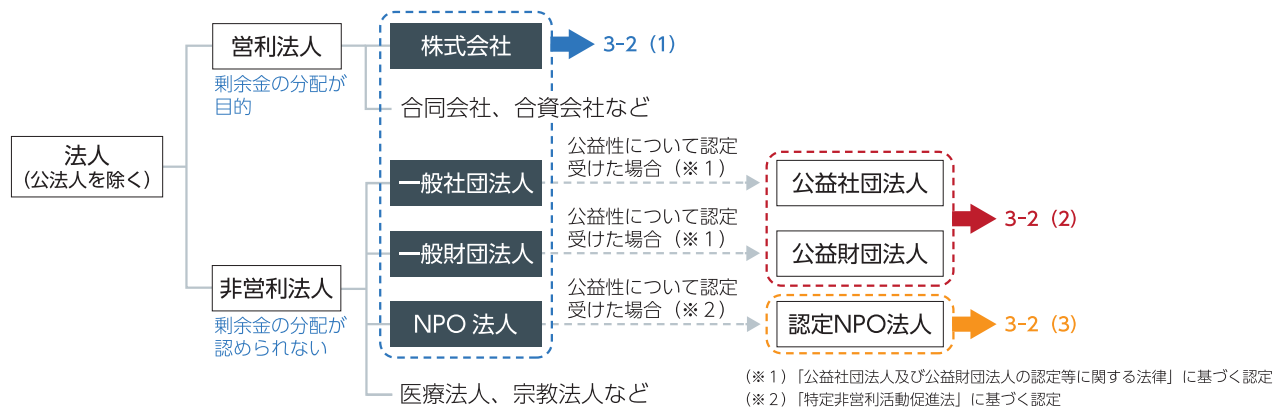 法人
（公法人を除く）
営利法人
剰余金の分配が
目的
株式会社
3-2（1）
合同会社、合資会社など
非営利法人
剰余金の分配が
認められない
一般社団法人
公益性について認定
受けた場合（※１）
公益社団法人
一般財団法人
公益性について認定
受けた場合（※１）
公益財団法人
3-2（2）
NPO 法人
公益性について認定
受けた場合（※２）
認定NPO法人
3-2（3）
医療法人、宗教法人など
（※１）「公益社団法人及び公益財団法人の認定等に関する法律」に基づく認定
（※２）「特定非営利活動促進法」に基づく認定